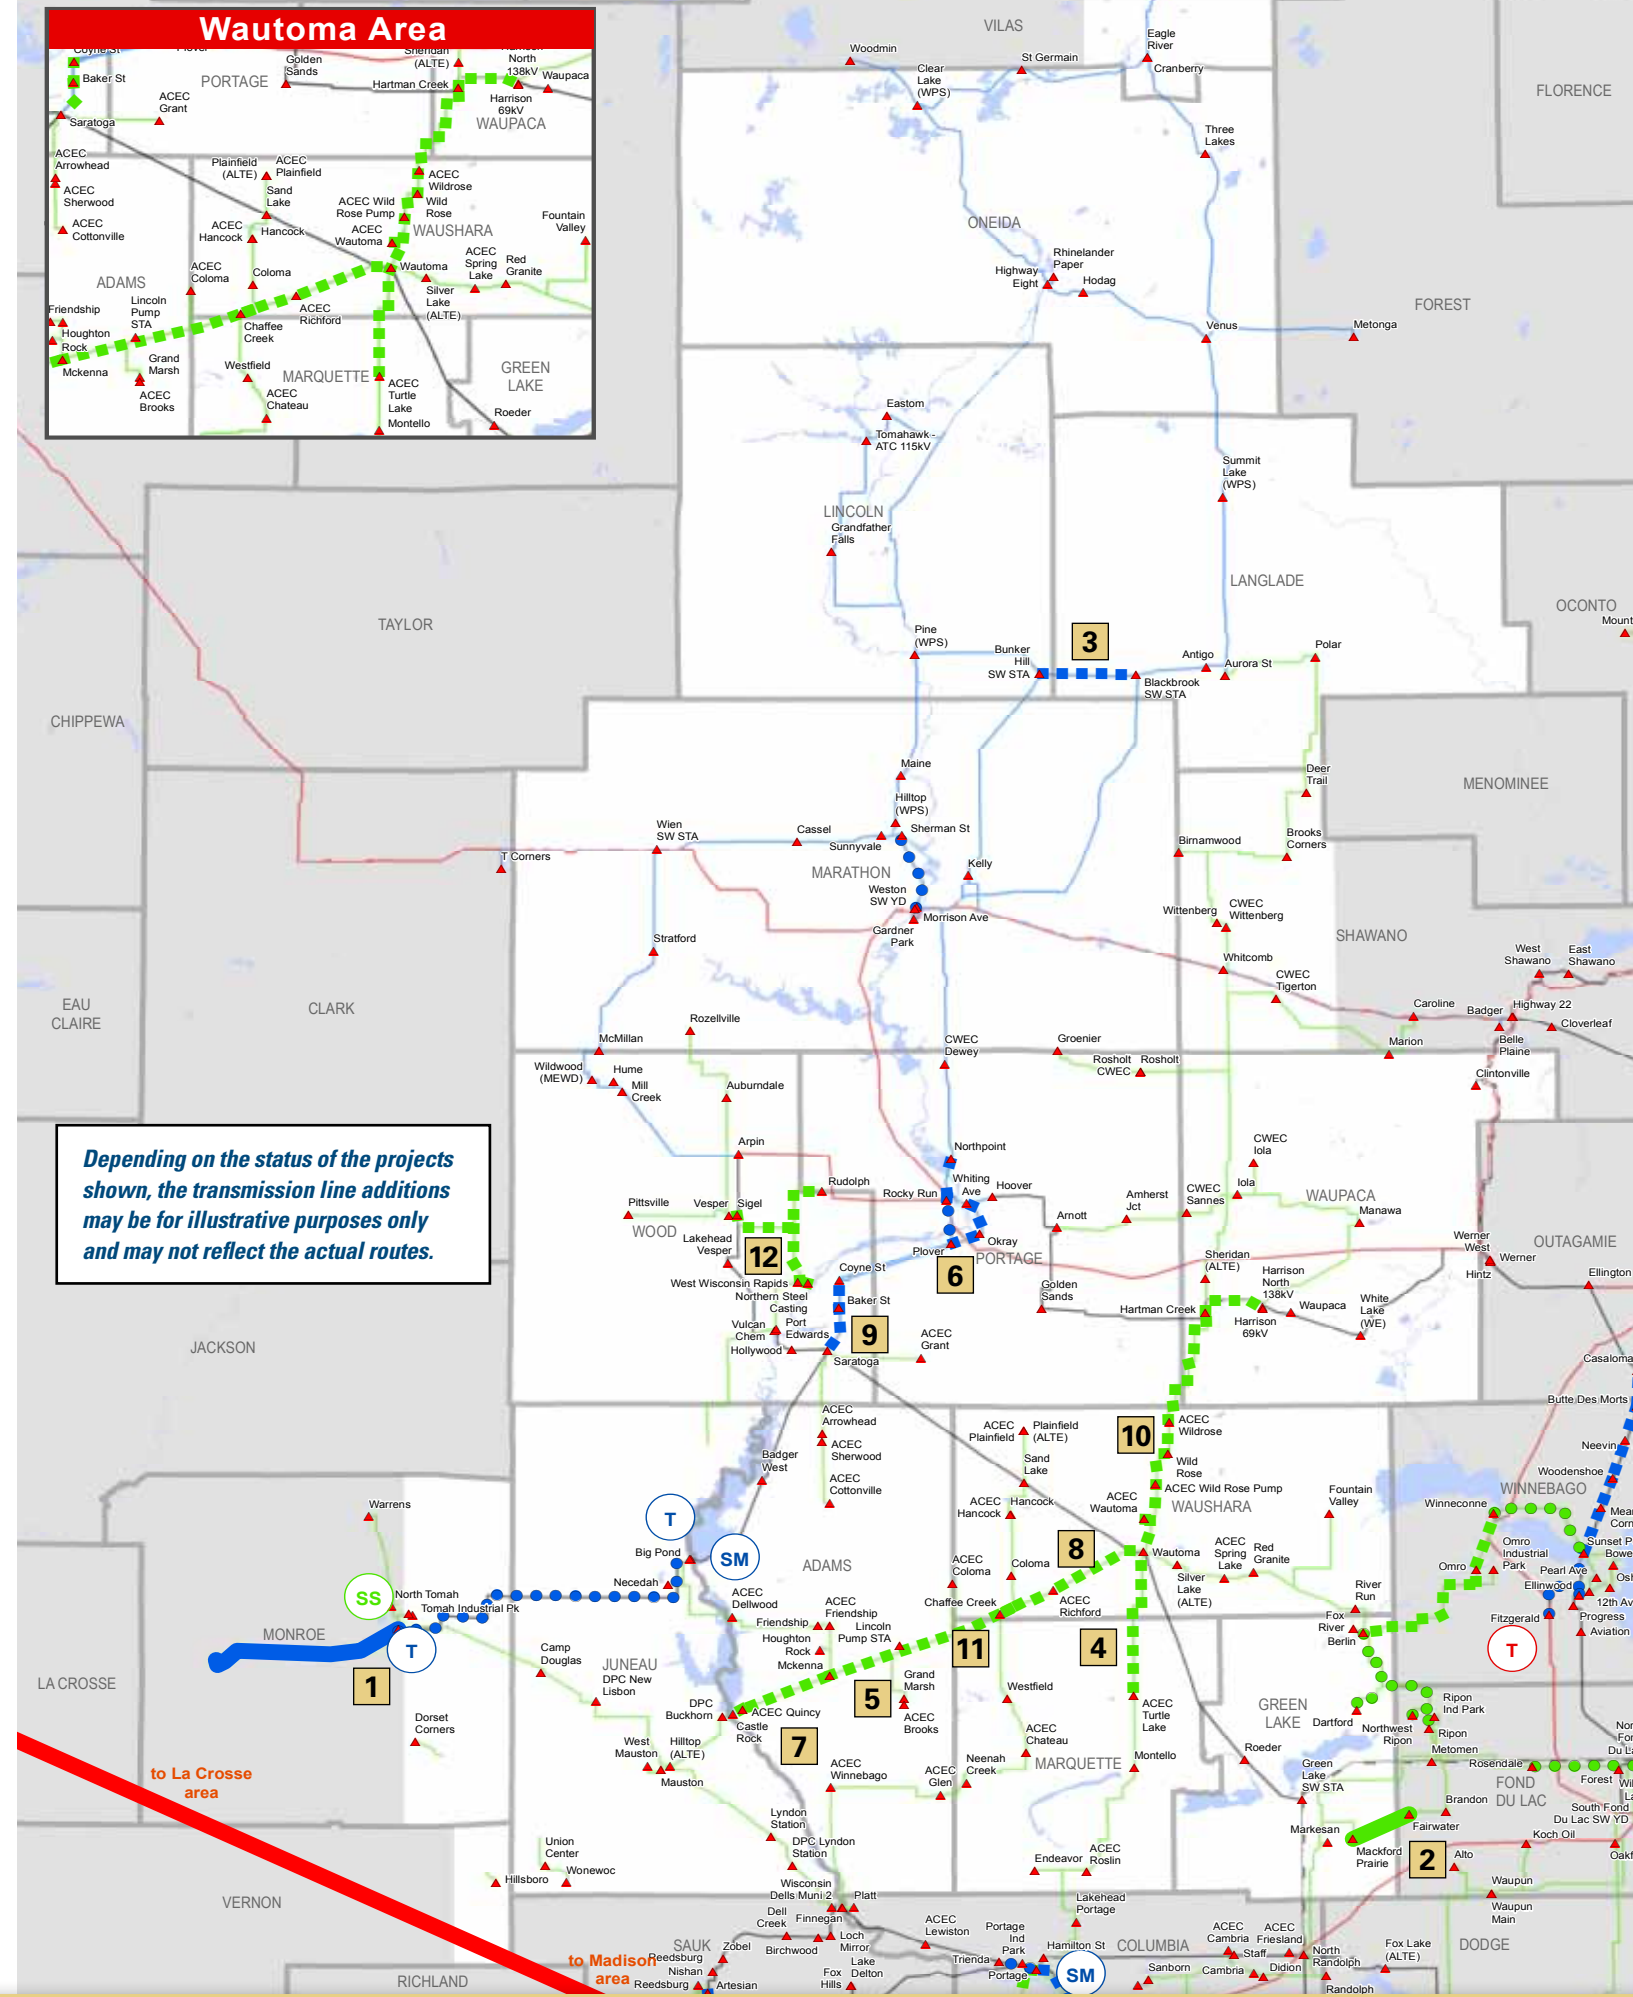 Wautoma Area
Coyne St
Baker St
Saratoga
ACEC
Grant
PORTAGE
Golden
Sands
Sheridan
(ALTE)
Hartman Creek
North
138kV
Waupaca
Harrison
69kV
WAUPACA
ACEC
Arrowhead
ACEC
Sherwood
ACEC
Cottonville
Plainfield
(ALTE)
ACEC
Plainfield
Sand
Lake
ACEC
Hancock
Hancock
ACEC Wild
Rose Pump
ACEC
Wildrose
Wild
Rose
ACEC
Wautoma
WAUSHARA
Fountain
Valley
ADAMS
ACEC
Coloma
Coloma
Wautoma
ACEC
Spring
Lake
Red
Granite
Silver
Lake
(ALTE)
Friendship
Lincoln
Pump
STA
Houghton
Rock
Mckenna
Grand
Marsh
ACEC
Brooks
ACEC
Richford
Chaffee
Creek
Westfield
ACEC
Chateau
MARQUETTE
ACEC
Turtle
Lake
Montello
GREEN
LAKE
Roeder
VILAS
Woodmin
Clear
Lake
(WPS)
St Germain
Eagle
River
Cranberry
FLORENCE
Three
Lakes
ONEIDA
Rhinelander
Paper
Highway
Eight
Hodag
FOREST
Venus
Metonga
Eastom
Tomahawk -
ATC 115kV
Summit
Lake
(WPS)
LINCOLN
Grandfather
Falls
LANGLADE
OCONTO
Mount
TAYLOR
Pine
(WPS)
Bunker
Hill
SW STA
3
Blackbrook
SW STA
Antigo
Aurora St
Polar
CHIPPEWA
Maine
Deer
Trail
MENOMINEE
Hilltop
(WPS)
Sherman St
Sunnyvale
Wien
SW STA
Cassel
T Corners
Birnamwood
Brooks
Corners
MARATHON
Kelly
Weston
SW YD
Morrison Ave
Gardner
Park
Wittenberg
CWEC
Wittenberg
SHAWANO
Stratford
Whitcomb
CWEC
Tigerton
West
Shawano
East
Shawano
EAU
CLAIRE
CLARK
Rozellville
Caroline
Badger
Highway 22
Cloverleaf
Belle
Plaine
Marion
McMillan
CWEC
Dewey
Groenier
Rosholt
CWEC
Rosholt
Wildwood
(MEWD)
Hume
Mill
Creek
Auburndale
Clintonville
Depending on the status of the projects
shown, the transmission line additions
may be for illustrative purposes only
and may not reflect the actual routes.
Arpin
Northpoint
CWEC
Iola
Iola
Rudolph
Rocky Run
Whiting
Ave
Hoover
Pittsville
Vesper
Sigel
WOOD
Lakehead
Vesper
12
Arnott
Amherst
Jct
CWEC
Sannes
WAUPACA
Manawa
Okray
Plover
6
PORTAGE
Werner
West
Werner
Hintz
OUTAGAMIE
Ellington
West Wisconsin Rapids
Northern Steel
Casting
Coyne St
Baker St
9
Vulcan
Chem
Port
Edwards
Hollywood
Saratoga
ACEC
Grant
Golden
Sands
Sheridan
(ALTE)
Harrison
North
138kV
Hartman Creek
Harrison
69kV
Waupaca
White
Lake
(WE)
JACKSON
Casaloma
Butte Des Morts
ACEC
Arrowhead
ACEC
Sherwood
ACEC
Cottonville
Badger
West
ACEC
Plainfield
Plainfield
(ALTE)
Sand
Lake
10
ACEC
Wildrose
Wild
Rose
ACEC Wild Rose Pump
Neevin
Woodenshoe
WINNEBAGO
Warrens
T
SM
Big Pond
Necedah
ADAMS
ACEC
Hancock
Hancock
ACEC
Wautoma
WAUSHARA
Fountain
Valley
Winneconne
8
Coloma
ACEC
Coloma
Wautoma
ACEC
Spring
Lake
Red
Granite
Silver
Lake
(ALTE)
Omro
Omro
Industrial
Park
Pearl Ave
Ellinwood
Fitzgerald
12th Av
Progress
Aviation
T
SS
North Tomah
Tomah Industrial Pk
MONROE
T
1
ACEC
Dellwood
Friendship
ACEC
Friendship
Lincoln
Pump STA
Houghton
Rock
Mckenna
Chaffee Creek
ACEC
Richford
River
Run
Fox
River
Berlin
11
4
5
Camp
Douglas
JUNEAU
DPC New
Lisbon
LA CROSSE
DPC
Buckhorn
ACEC Quincy
Castle
Rock
7
Grand
Marsh
ACEC
Brooks
Westfield
ACEC
Turtle
Lake
GREEN
LAKE
Dartford
Northwest
Ripon
Ripon
Ind Park
Ripon
Metomen
Dorset
Corners
West
Mauston
Hilltop
(ALTE)
Mauston
ACEC
Chateau
MARQUETTE
Montello
Neenah
Creek
ACEC
Glen
ACEC
Winnebago
Roeder
Green
Lake
SW STA
Rosendale
FOND
DU LAC
Forest
Brandon
South Fond
Du Lac SW YD
to La Crosse
area
Lyndon
Station
DPC Lyndon
Station
Markesan
Fairwater
Mackford
Prairie
2
Koch Oil
Alto
Union
Center
Hillsboro
Wonewoc
Endeavor
ACEC
Roslin
Waupun
Waupun
Main
VERNON
Wisconsin
Dells Muni 2
Platt
Dell
Creek
Finnegan
Birchwood
Loch
Mirror
Lake
Delton
Fox
Hills
Lakehead
Portage
ACEC
Lewiston
Portage
Ind
Park
Trienda
Portage
Hamilton St
SM
COLUMBIA
ACEC
Cambria
ACEC
Friesland
Staff
Sanborn
Cambria
Didion
North
Randolph
Randolph
Fox Lake
(ALTE)
DODGE
SAUK
Zobel
Reedsburg
Nishan
Reedsburg
Artesian
to Madison
area
RICHLAND